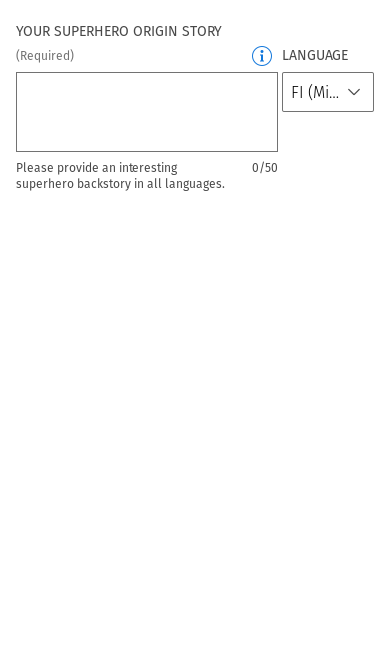 YOUR SUPERHERO ORIGIN STORY
(Required)
LANGUAGE
FI (Mi...
Please provide an interesting
superhero backstory in all languages.
0/50